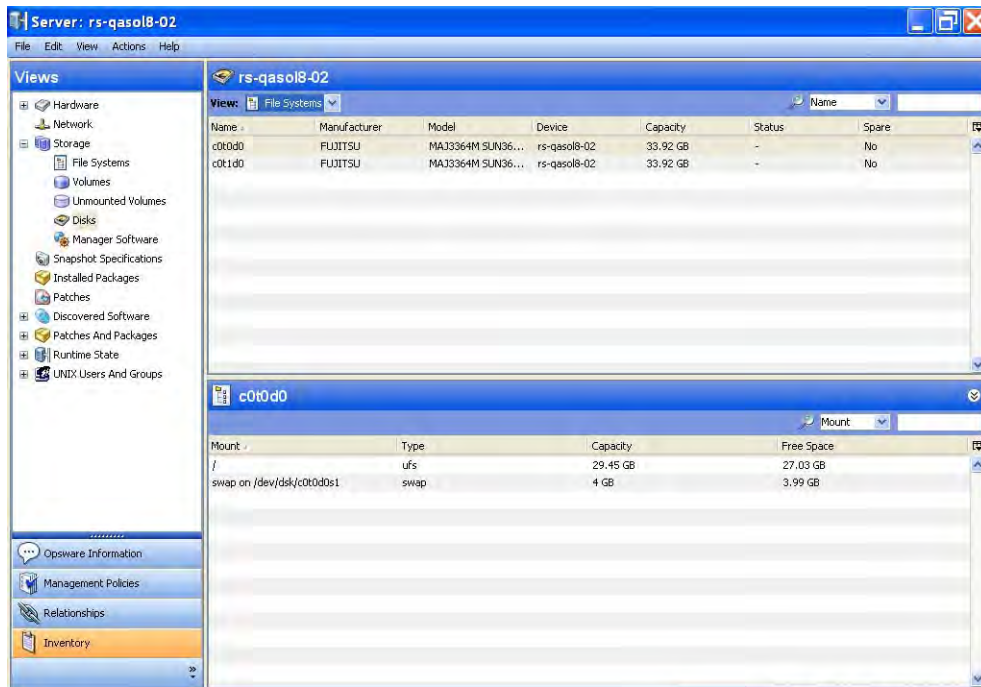 Server: rs-qasol8-02
File Edit View Actions Help
Views
Hardware
Network
Storage
File Systems
Volumes
Unmounted Volumes
Disks
Manager Software
Snapshot Specifications
Installed Packages
Patches
Discovered Software
Patches And Packages
Runtime State
UNIX Users And Groups
Opsware Information
Management Policies
Relationships
Inventory
rs-qasol8-02
View: File Systems Name
Name Manufacturer Model Device Capacity Status Spare
c0t0d0 FUJITSU MAJ3364M SUN36... rs-qasol8-02 33.92 GB - No
c0t1d0 FUJITSU MAJ3364M SUN36... rs-qasol8-02 33.92 GB - No
c0t0d0
Mount
Mount Type Capacity Free Space
/ ufs 29.45 GB 27.03 GB
swap on /dev/dsk/c0t0d0s1 swap 4 GB 3.99 GB